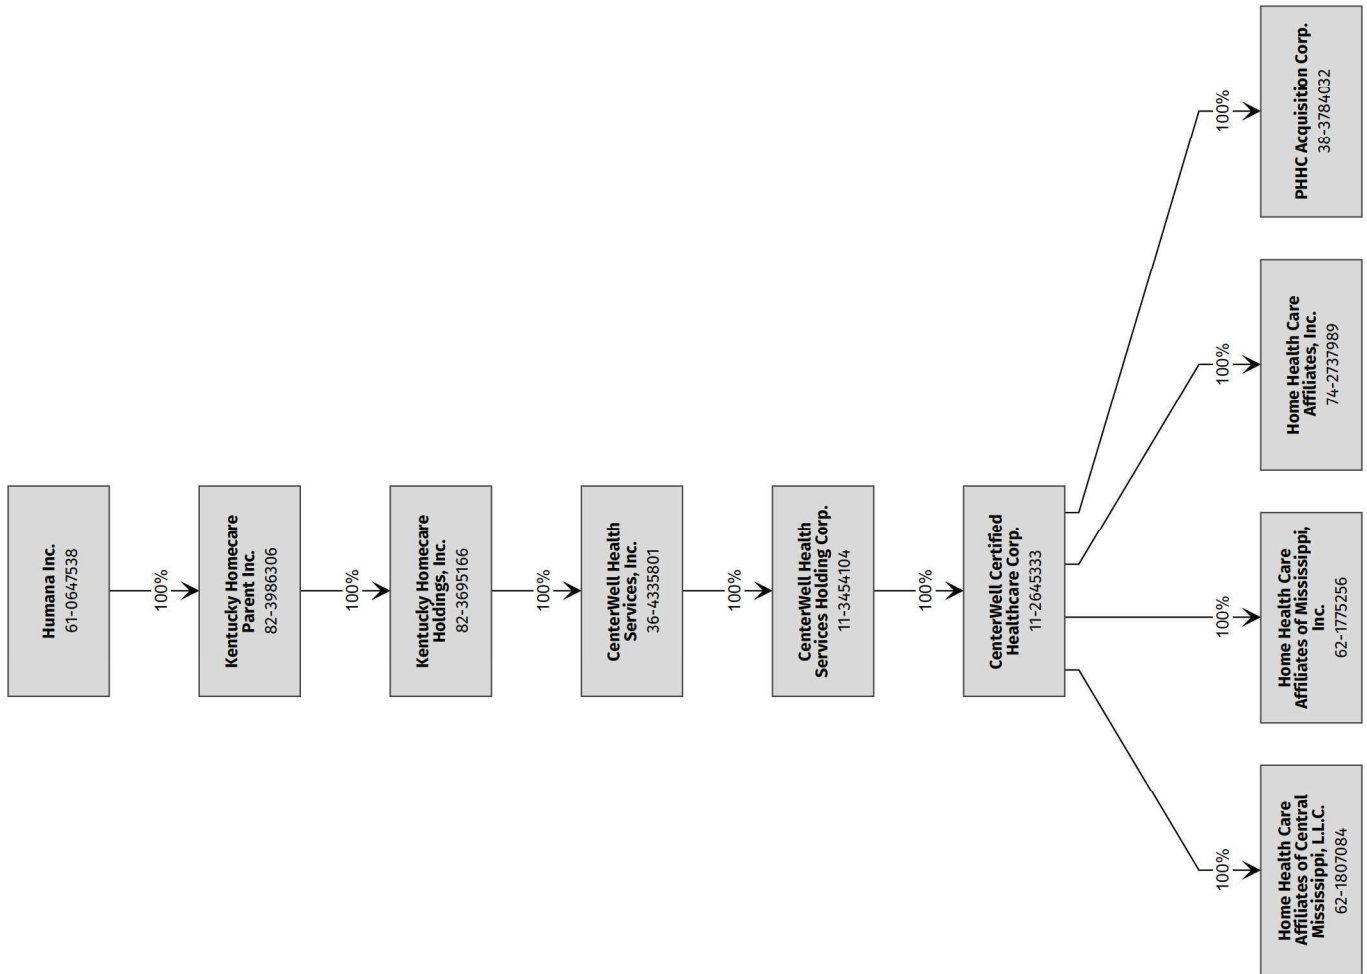 Humana Inc.
61-0647538
100%
Kentucky Homecare
Parent Inc.
82-3986306
100%
Kentucky Homecare
Holdings, Inc.
82-3695166
100%
CenterWell Health
Services, Inc.
36-4335801
100%
CenterWell Health
Services Holding Corp.
11-3454104
100%
CenterWell Certified
Healthcare Corp.
11-2645333
100%
100%
100%
100%
Home Health Care
Affiliates of Central
Mississippi, L.L.C.
62-1807084
Home Health Care
Affiliates of Mississippi,
Inc.
62-1775256
Home Health Care
Affiliates, Inc.
74-2737989
PHHC Acquisition Corp.
38-3784032